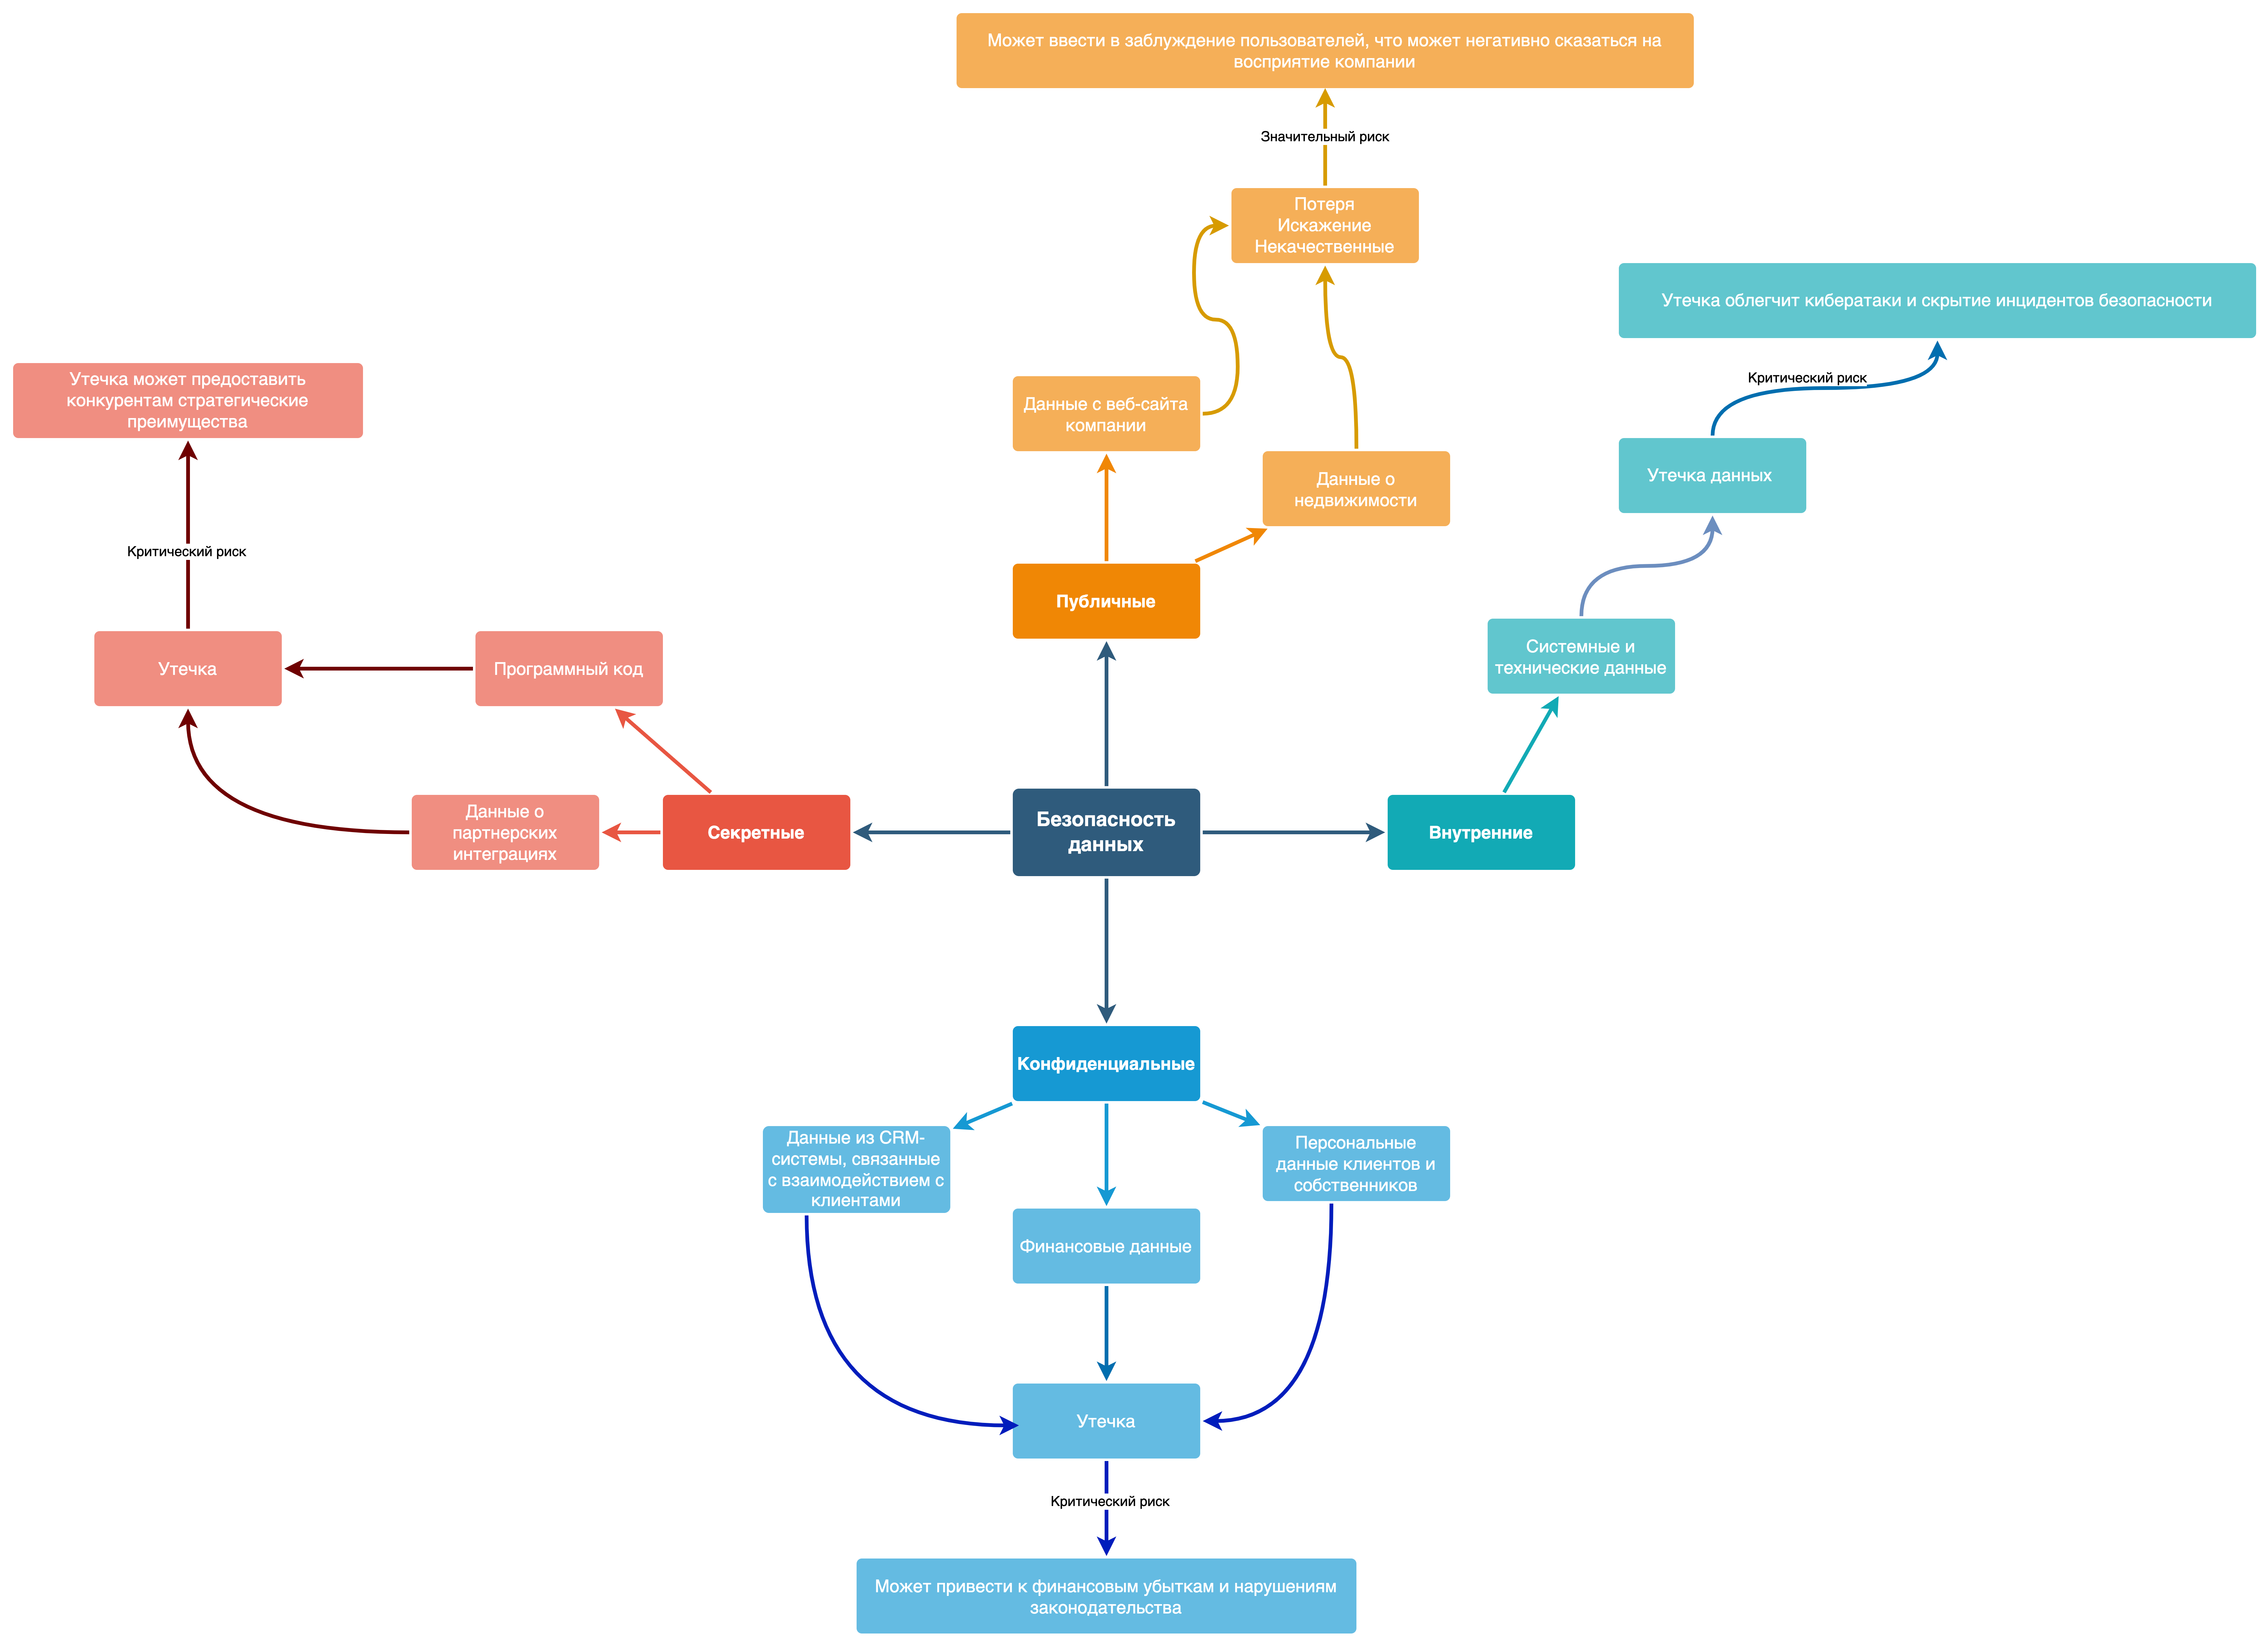 Может ввести в заблуждение пользователей, что может негативно сказаться на
восприятие компании
Значительный риск
Потеря
Искажение
Некачественные
Утечка облегчит кибератаки и скрытие инцидентов безопасности
Критический риск
Утечка может предоставить
конкурентам стратегические
преимущества
Данные с веб-сайта
компании
Данные о
недвижимости
Утечка данных
Критический риск
Публичные
Системные и
технические данные
Утечка
Программный код
Данные о
партнерских
интеграциях
Секретные
Безопасность
данных
Внутренние
Конфиденциальные
Данные из CRM-
системы, связанные
с взаимодействием с
клиентами
Персональные
данные клиентов и
собственников
Финансовые данные
Утечка
Критический риск
Может привести к финансовым убыткам и нарушениям
законодательства